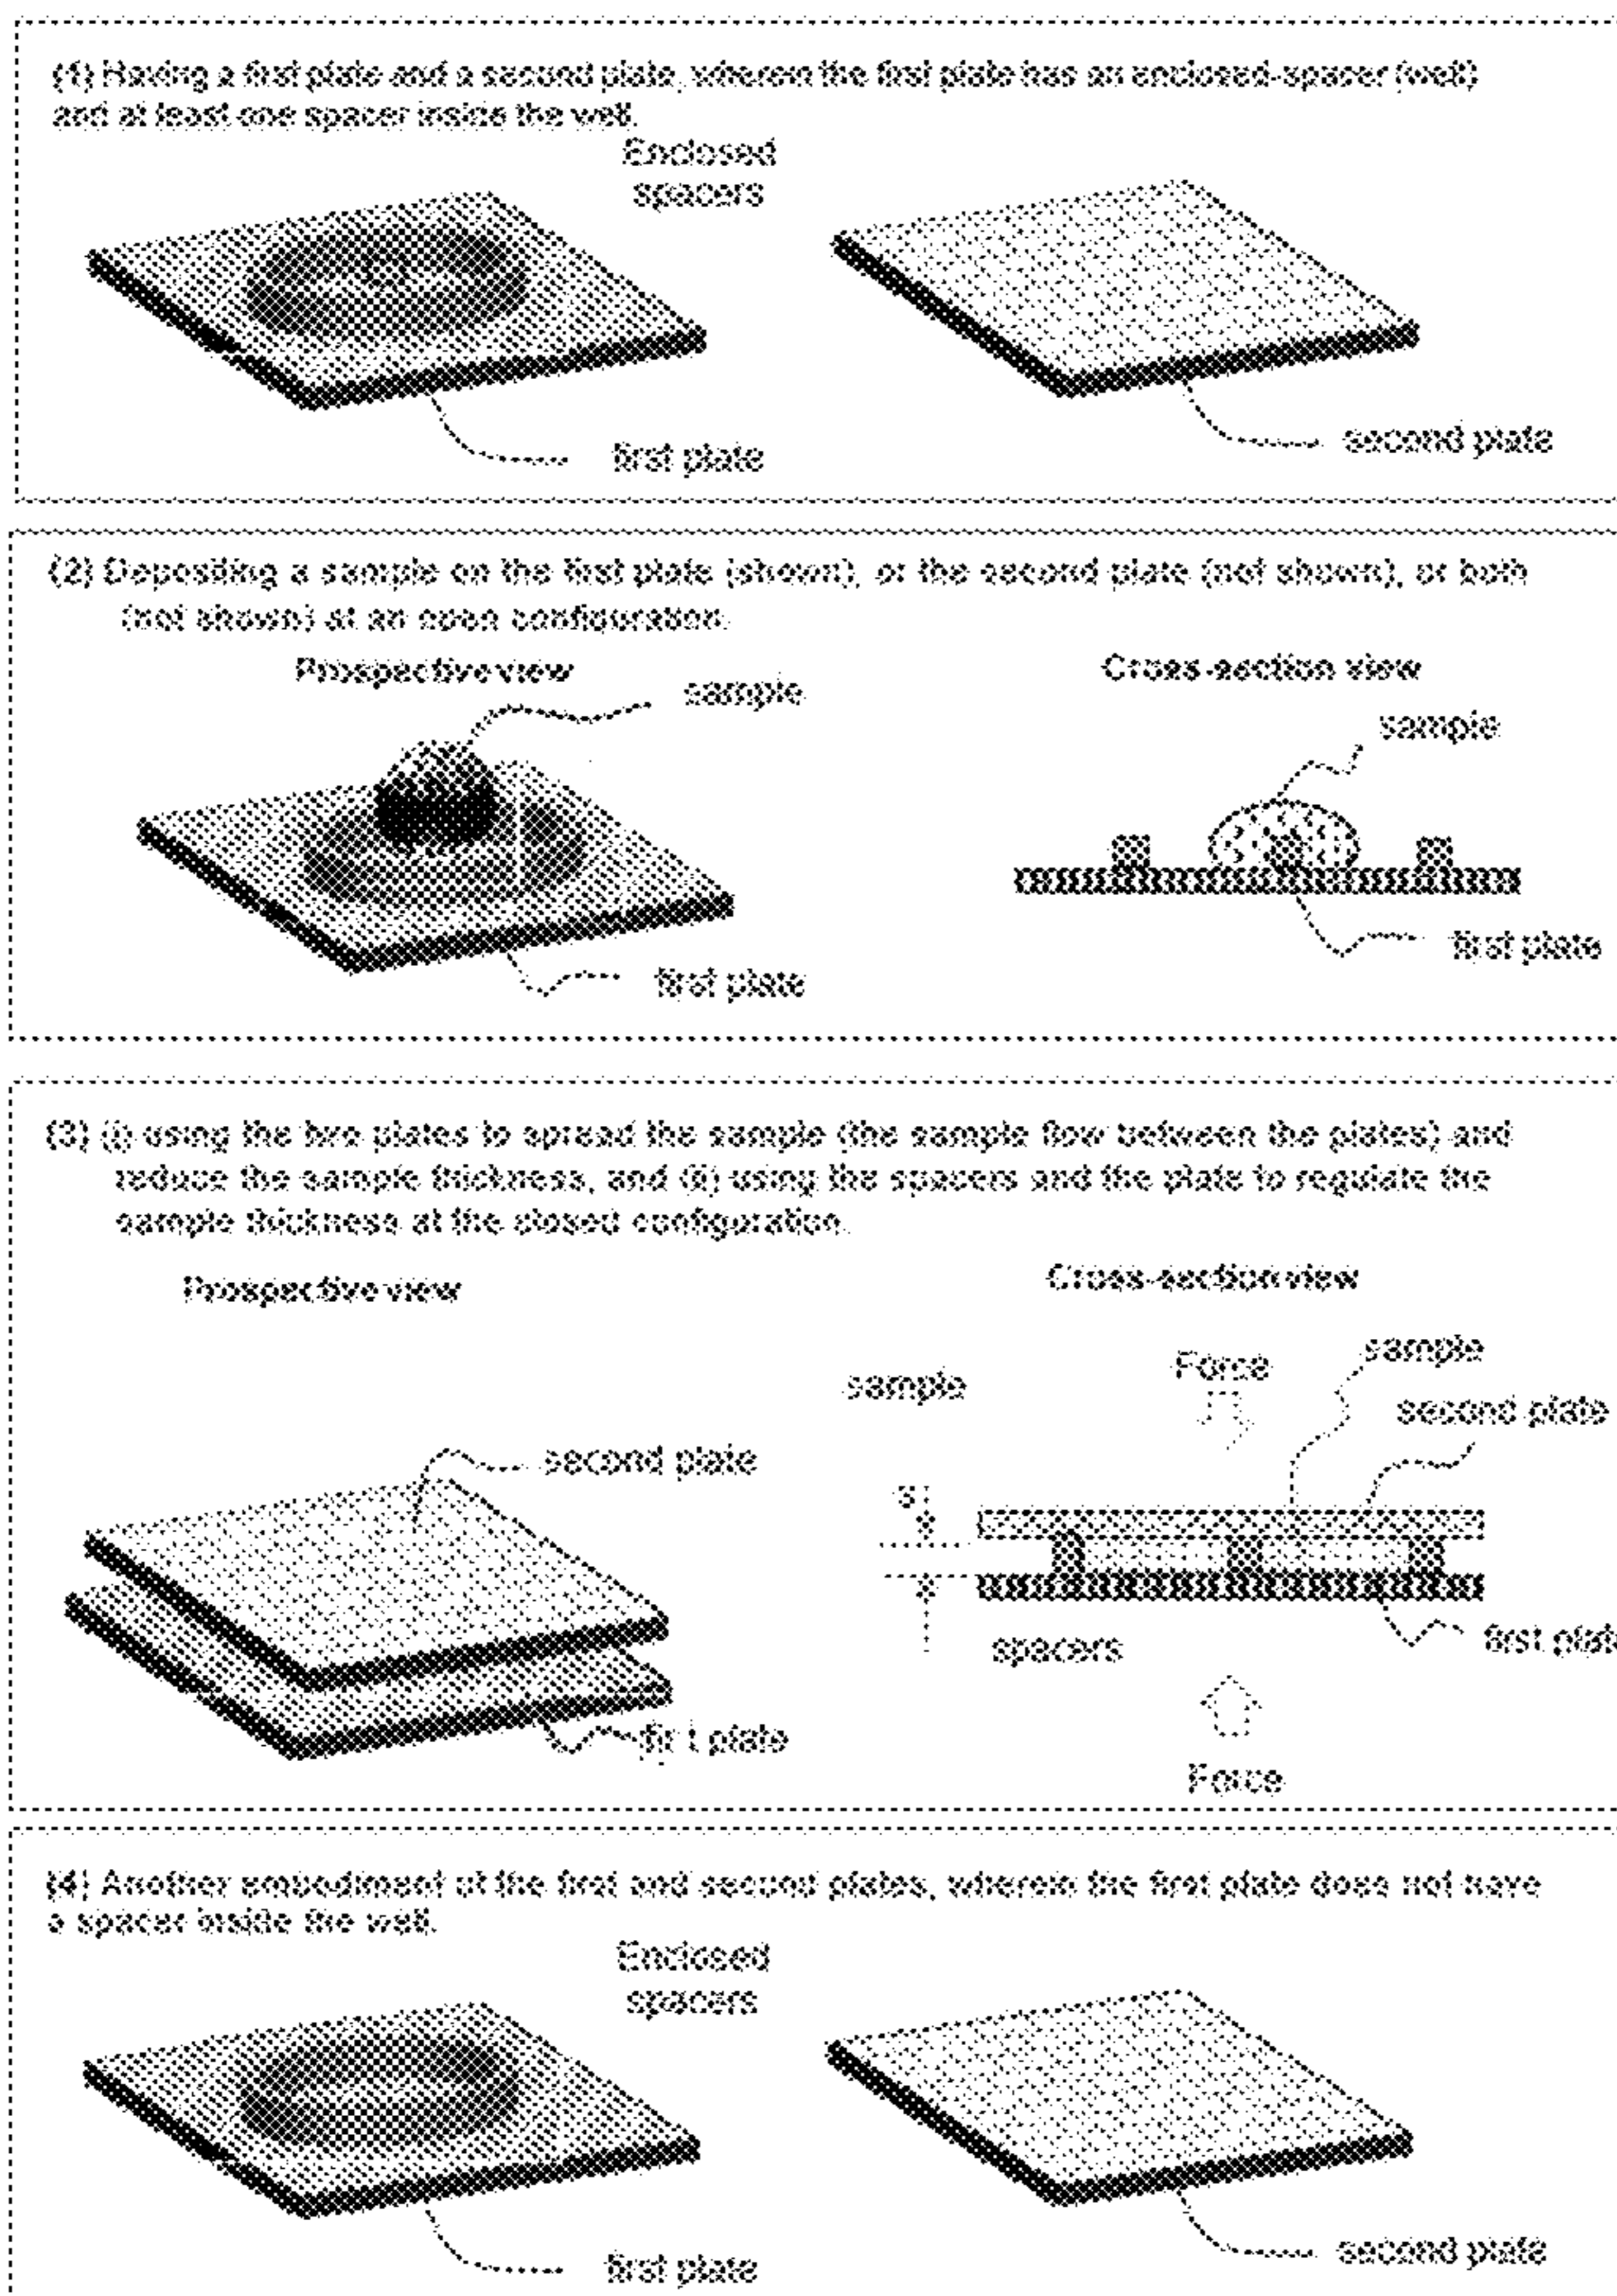 (1) Having a first plate and a second plate, wherein the first plate has an enclosed-spacer (well)
and at least one spacer inside the well.
Enclosed
spacers
first plate
second plate
(2) Depositing a sample on the first plate (shown), or the second plate (not shown), or both
(not shown) at an open configuration.
Prospective view
Cross-section view
sample
sample
first plate
first plate
(3) (i) using the two plates to spread the sample (the sample flow between the plates) and
reduce the sample thickness, and (ii) using the spacers and the plate to regulate the
sample thickness at the closed configuration.
Prospective view
Cross-section view
sample
Force
sample
second plate
second plate
spacers
first plat
first plate
Force
(4) Another embodiment of the first and second plates, wherein the first plate does not have
a spacer inside the well.
Enclosed
spacers
first plate
second plate